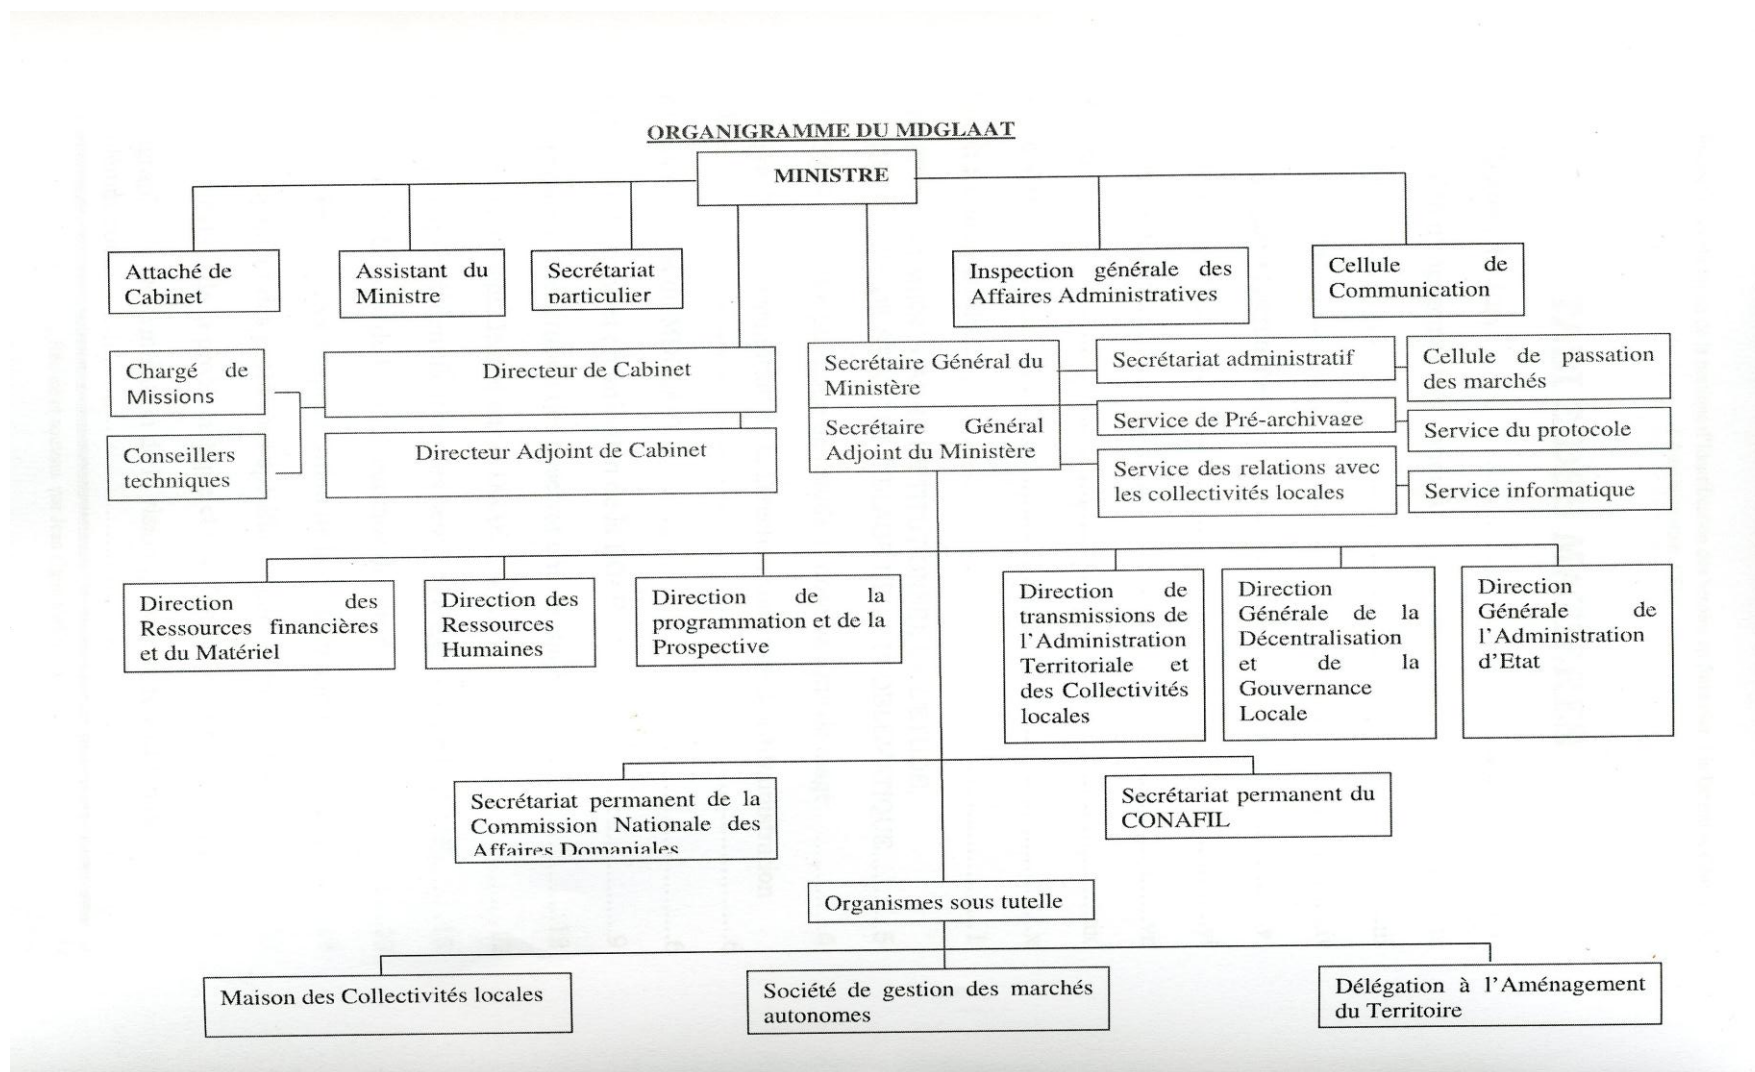 ORGANIGRAMME DU MDGLAAT
MINISTRE
Attaché de
Cabinet
Assistant du
Ministre
Secrétariat
particulier
Inspection générale des
Affaires Administratives
Cellule de
Communication
Chargé de
Missions
Directeur de Cabinet
Secrétaire Général du
Ministère
Secrétariat administratif
Cellule de passation
des marchés
Conseillers
techniques
Directeur Adjoint de Cabinet
Secrétaire Général
Adjoint du Ministère
Service de Pré-archivage
Service du protocole
Service des relations avec
les collectivités locales
Service informatique
Direction des
Ressources financières
et du Matériel
Direction des
Ressources
Humaines
Direction de la
programmation et de la
Prospective
Direction de
transmissions de
l'Administration
Territoriale et
des Collectivités
locales
Direction
Générale de la
Décentralisation
et de la
Gouvernance
Locale
Direction
Générale de
l'Administration
d'Etat
Secrétariat permanent de la
Commission Nationale des
Affaires Domaniales
Secrétariat permanent du
CONAFIL
Organismes sous tutelle
Maison des Collectivités locales
Société de gestion des marchés
autonomes
Délégation à l'Aménagement
du Territoire